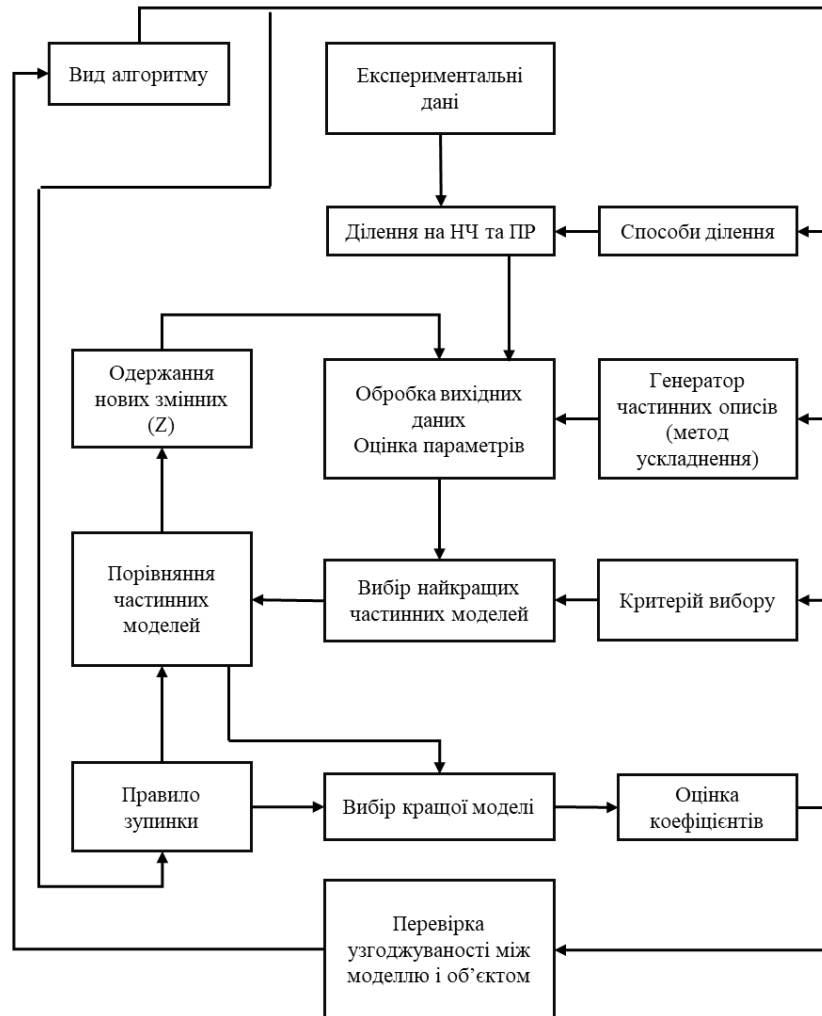 Вид алгоритму
Експериментальні
дані
Ділення на НЧ та ПР
Способи ділення
Одержання
нових змінних
(Z)
Обробка вихідних
даних
Оцінка параметрів
Генератор
частинних описів
(метод
ускладнення)
Порівняння
частинних
моделей
Вибір найкращих
частинних моделей
Критерій вибору
Правило
зупинки
Вибір кращої моделі
Оцінка
коефіцієнтів
Перевірка
узгоджуваності між
моделлю і об’єктом